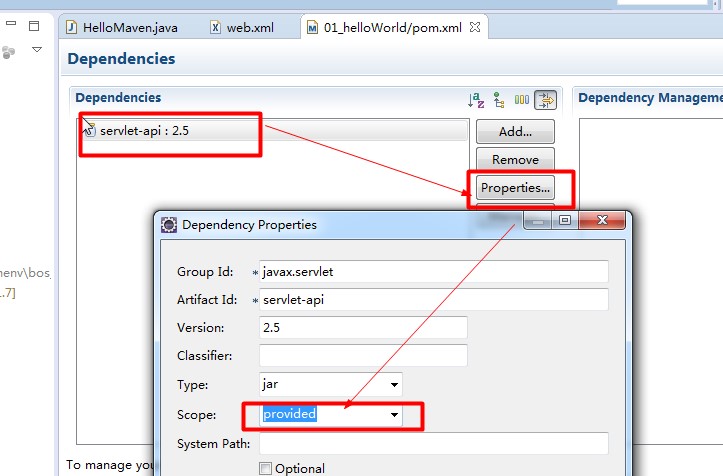 HelloMaven.java
web.xml
01_helloWorld/pom.xml
Dependencies
Dependencies
Dependency Manageme
servlet-api : 2.5
Add...
Remove
Properties...
Dependency Properties
Group Id:
* javax.servlet
Artifact Id:
* servlet-api
Version:
2.5
Classifier:
Type:
jar
Scope:
provided
System Path:
Optional
nenv\bos_
.7]
To manage you